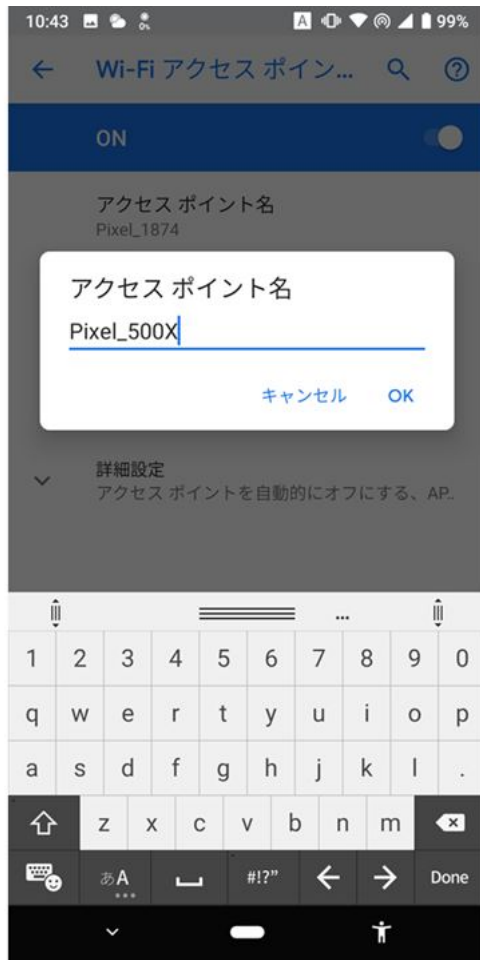 10:43 A 99%
Wi-Fi アクセス ポイン...
ON
アクセス ポイント名
Pixel_1874
アクセス ポイント名
Pixel_500X
キャンセル OK
詳細設定
アクセス ポイントを自動的にオフにする、AP..
...
1 2 3 4 5 6 7 8 9 0
q w e r t y u i o p
a s d f g h j k l .
z x c v b n m
あA #!?" Done